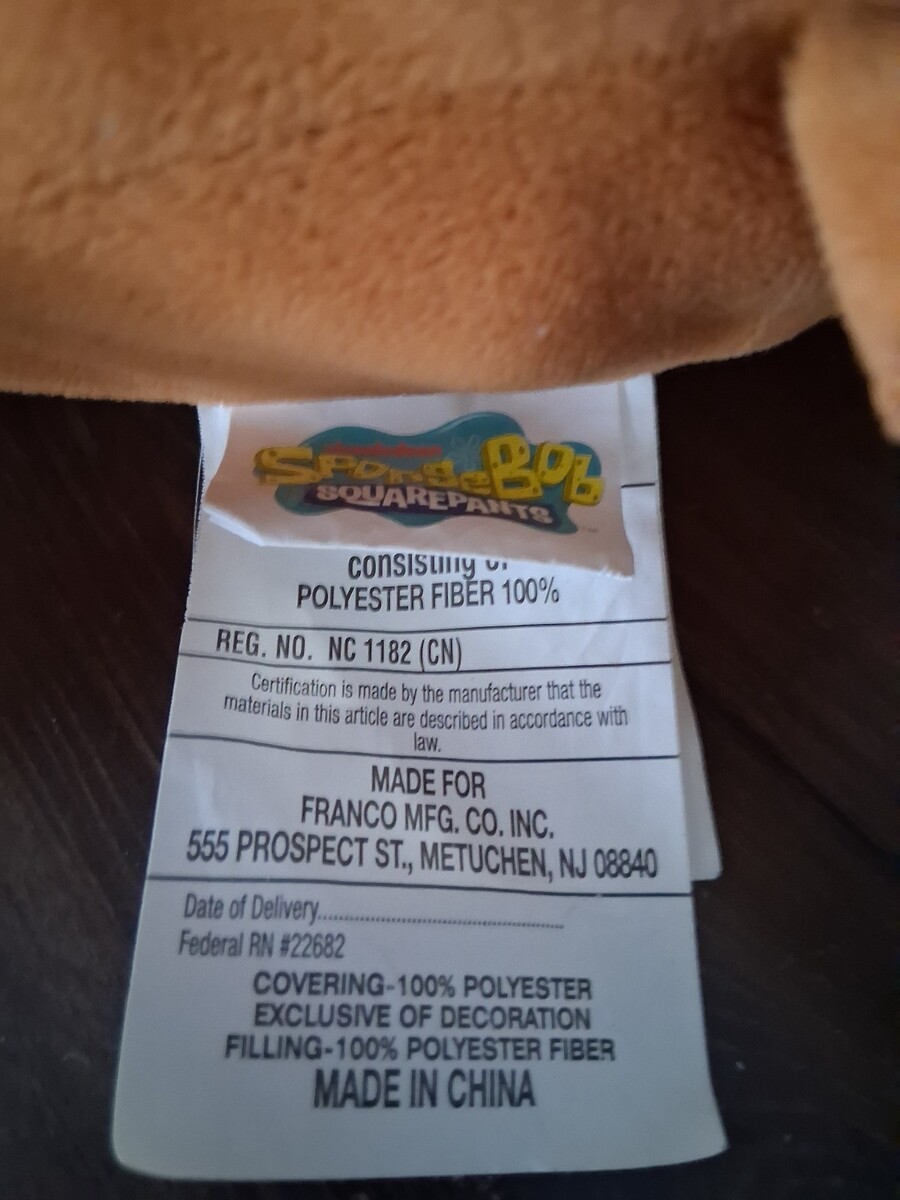 nickelodeon
SPONGEBOB
SQUAREPANTS
™
consisting of
POLYESTER FIBER 100%
REG. NO. NC 1182 (CN)
Certification is made by the manufacturer that the
materials in this article are described in accordance with
law.
MADE FOR
FRANCO MFG. CO. INC.
555 PROSPECT ST., METUCHEN, NJ 08840
Date of Delivery..........................................
Federal RN #22682
COVERING-100% POLYESTER
EXCLUSIVE OF DECORATION
FILLING-100% POLYESTER FIBER
MADE IN CHINA